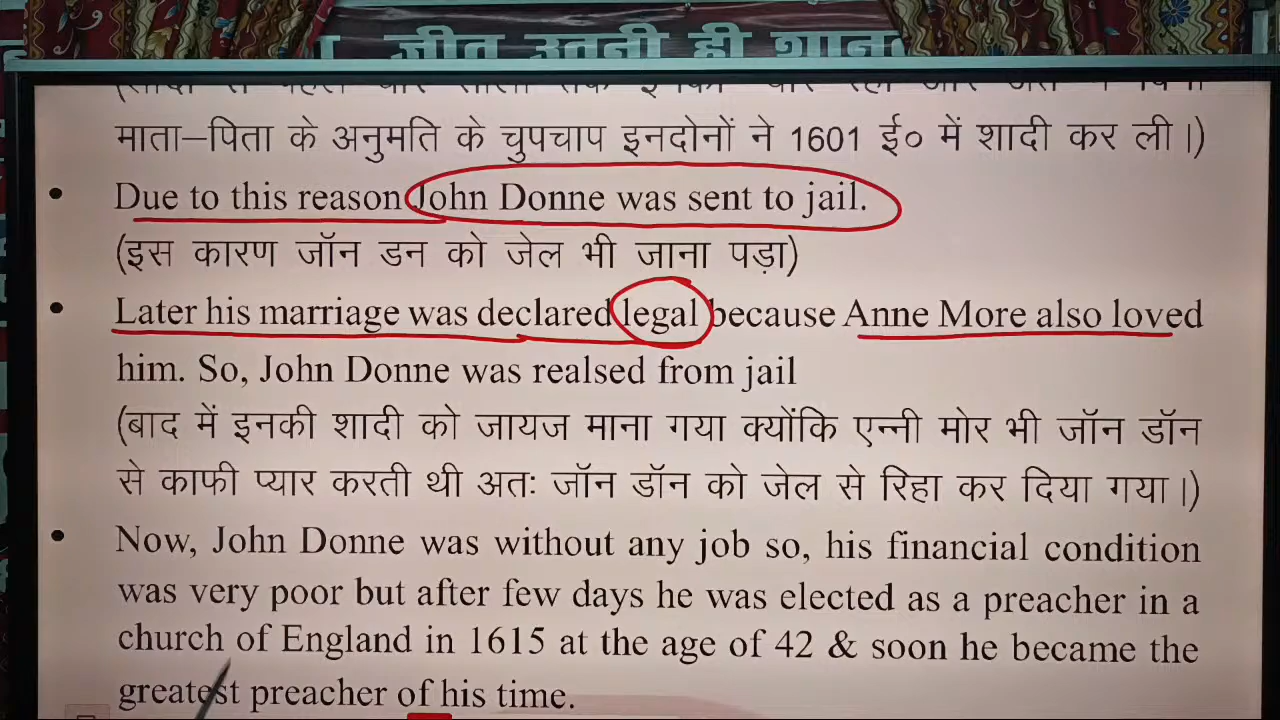 जीत उतनी ही शान
माता–पिता के अनुमति के चुपचाप इनदोनों ने 1601 ई० में शादी कर ली।)
• Due to this reason John Donne was sent to jail.
(इस कारण जॉन डन को जेल भी जाना पड़ा)
• Later his marriage was declared legal because Anne More also loved
him. So, John Donne was realsed from jail
(बाद में इनकी शादी को जायज माना गया क्योंकि एन्नी मोर भी जॉन डॉन
से काफी प्यार करती थी अतः जॉन डॉन को जेल से रिहा कर दिया गया।)
• Now, John Donne was without any job so, his financial condition
was very poor but after few days he was elected as a preacher in a
church of England in 1615 at the age of 42 & soon he became the
greatest preacher of his time.